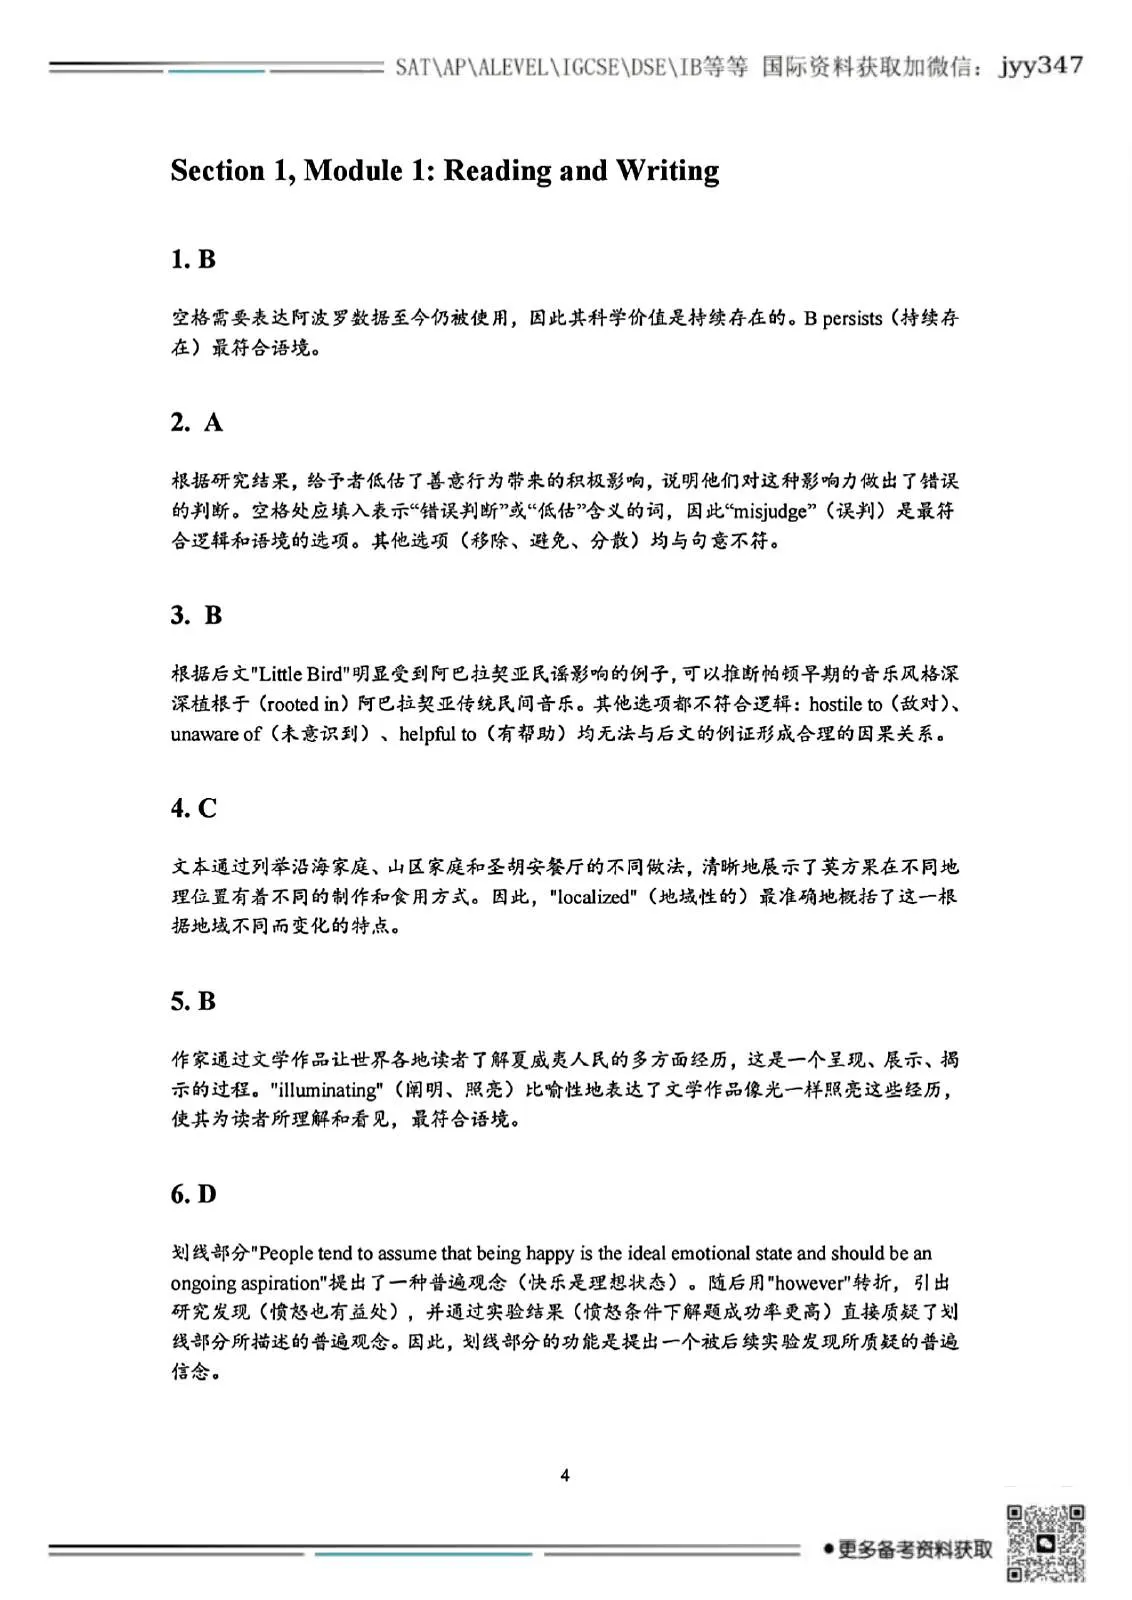 SAT\AP\ALEVEL\IGCSE\DSE\IB等等 国际资料获取加微信：jyy347
Section 1, Module 1: Reading and Writing
1. B
空格需要表达阿波罗数据至今仍被使用，因此其科学价值是持续存在的。B persists（持续存
在）最符合语境。
2. A
根据研究结果，给予者低估了善意行为带来的积极影响，说明他们对这种影响力做出了错误
的判断。空格处应填入表示“错误判断”或“低估”含义的词，因此“misjudge”（误判）是最符
合逻辑和语境的选项。其他选项（移除、避免、分散）均与句意不符。
3. B
根据后文"Little Bird"明显受到阿巴拉契亚民谣影响的例子，可以推断帕顿早期的音乐风格深
深植根于（rooted in）阿巴拉契亚传统民间音乐。其他选项都不符合逻辑：hostile to（敌对）、
unaware of（未意识到）、helpful to（有帮助）均无法与后文的例证形成合理的因果关系。
4. C
文本通过列举沿海家庭、山区家庭和圣胡安餐厅的不同做法，清晰地展示了莫方果在不同地
理位置有着不同的制作和食用方式。因此，"localized"（地域性的）最准确地概括了这一根
据地域不同而变化的特点。
5. B
作家通过文学作品让世界各地读者了解夏威夷人民的多方面经历，这是一个呈现、展示、揭
示的过程。"illuminating"（阐明、照亮）比喻性地表达了文学作品像光一样照亮这些经历，
使其为读者所理解和看见，最符合语境。
6. D
划线部分"People tend to assume that being happy is the ideal emotional state and should be an
ongoing aspiration"提出了一种普遍观念（快乐是理想状态）。随后用"however"转折，引出
研究发现（愤怒也有益处），并通过实验结果（愤怒条件下解题成功率更高）直接质疑了划
线部分所描述的普遍观念。因此，划线部分的功能是提出一个被后续实验发现所质疑的普遍
信念。
4
●更多备考资料获取